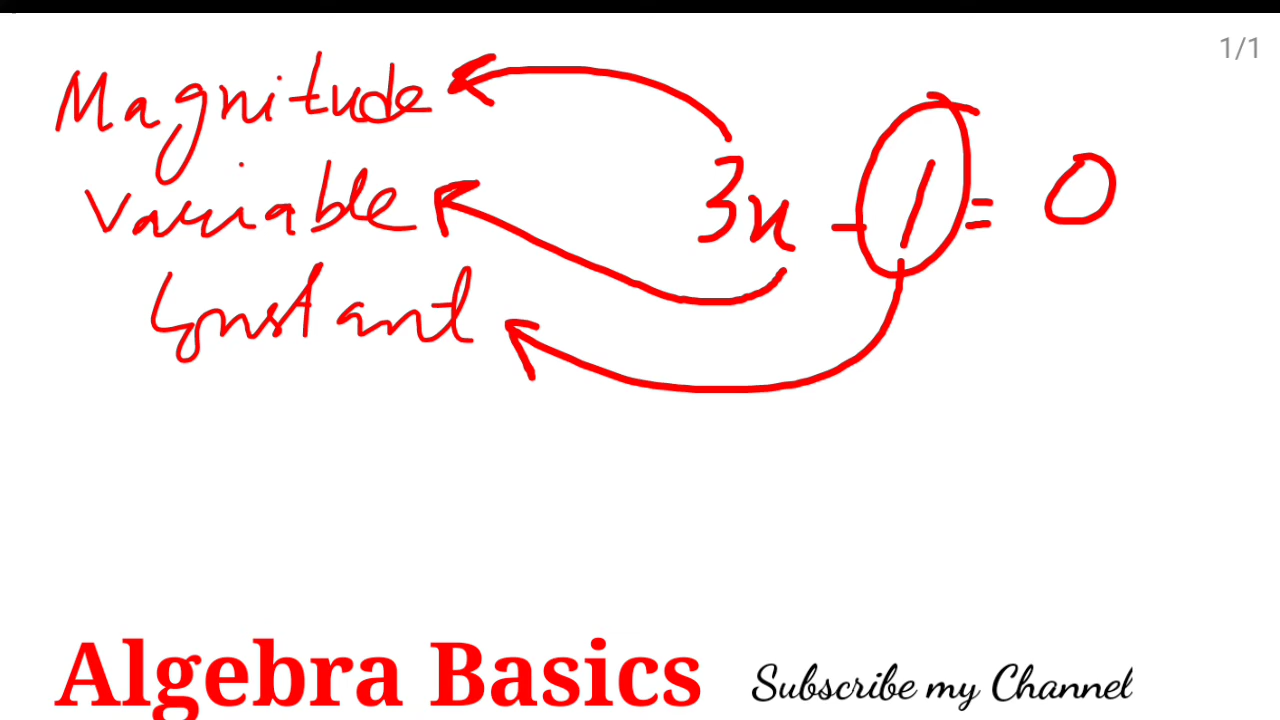 1/1
Magnitude
Variable
Constant
3x - 1 = 0
Algebra Basics
Subscribe my Channel